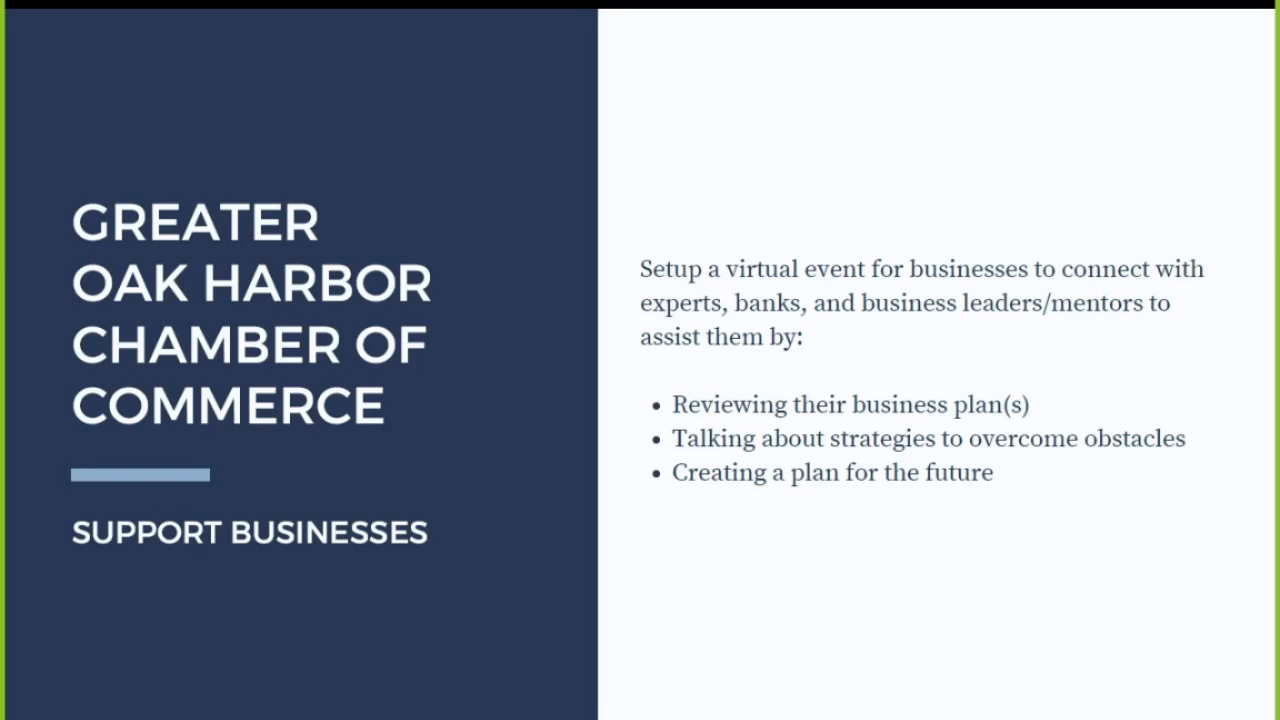 GREATER
OAK HARBOR
CHAMBER OF
COMMERCE
SUPPORT BUSINESSES
Setup a virtual event for businesses to connect with
experts, banks, and business leaders/mentors to
assist them by:
• Reviewing their business plan(s)
• Talking about strategies to overcome obstacles
• Creating a plan for the future